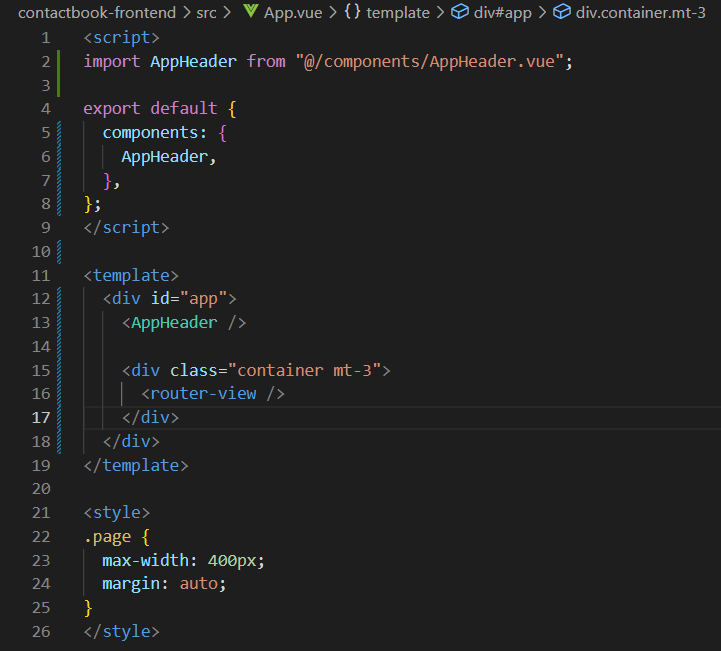 contactbook-frontend > src > App.vue > {} template > div#app > div.container.mt-3
1 <script>
2 import AppHeader from "@/components/AppHeader.vue";
3
4 export default {
5   components: {
6     AppHeader,
7   },
8 };
9 </script>
10
11 <template>
12   <div id="app">
13     <AppHeader />
14
15     <div class="container mt-3">
16       <router-view />
17     </div>
18   </div>
19 </template>
20
21 <style>
22 .page {
23   max-width: 400px;
24   margin: auto;
25 }
26 </style>